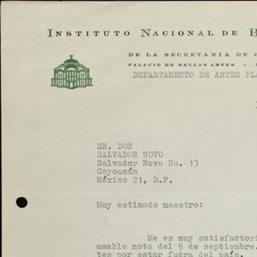 INSTITUTO NACIONAL DE B
DE LA SECRETARIA DE
PALACIO DE BELLAS ARTES
DEPARTAMENTO DE ARTES PL
SR. DON
SALVADOR NOVO
Salvador Novo No. 13
Coyoacán
México 21, D.F.
Muy estimado maestro:
Me es muy satisfactori
amable nota del 9 de septiemb
tes por estar fuera del país.